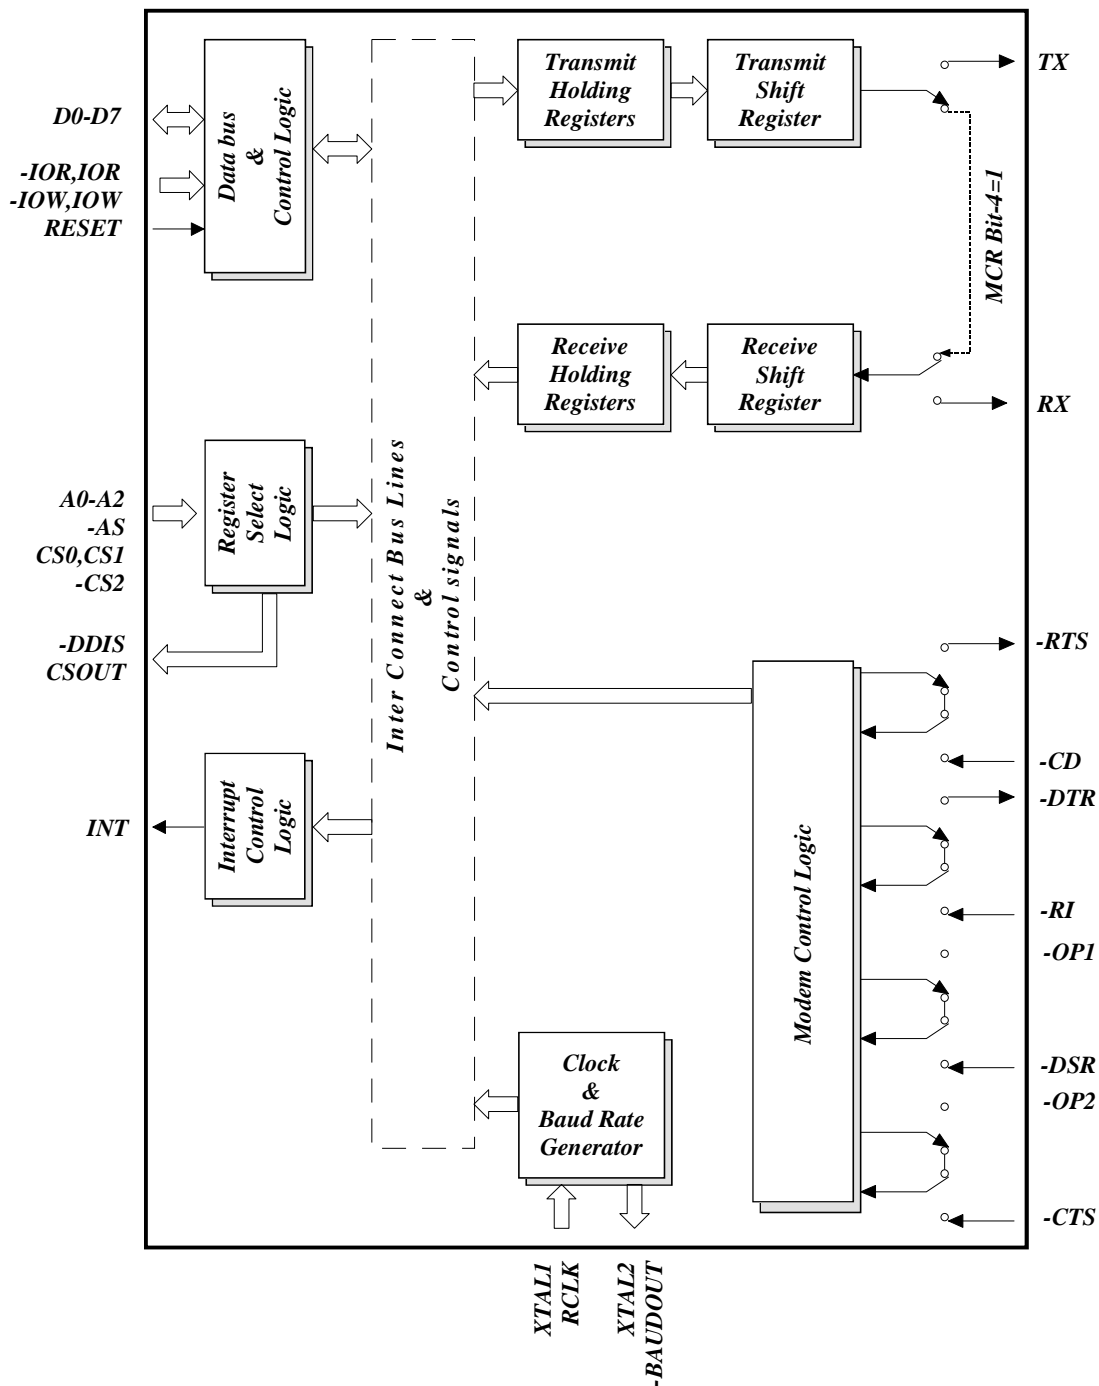 D0-D7
-IOR,IOR
-IOW,IOW
RESET
Data bus
&
Control Logic
A0-A2
-AS
CS0,CS1
-CS2
Register
Select
Logic
-DDIS
CSOUT
INT
Interrupt
Control
Logic
Inter Connect Bus Lines
&
Control signals
Transmit
Holding
Registers
Transmit
Shift
Register
TX
MCR Bit-4=1
Receive
Holding
Registers
Receive
Shift
Register
RX
Modem Control Logic
-RTS
-CD
-DTR
-RI
-OP1
-DSR
-OP2
-CTS
Clock
&
Baud Rate
Generator
XTAL1
RCLK
XTAL2
-BAUDOUT